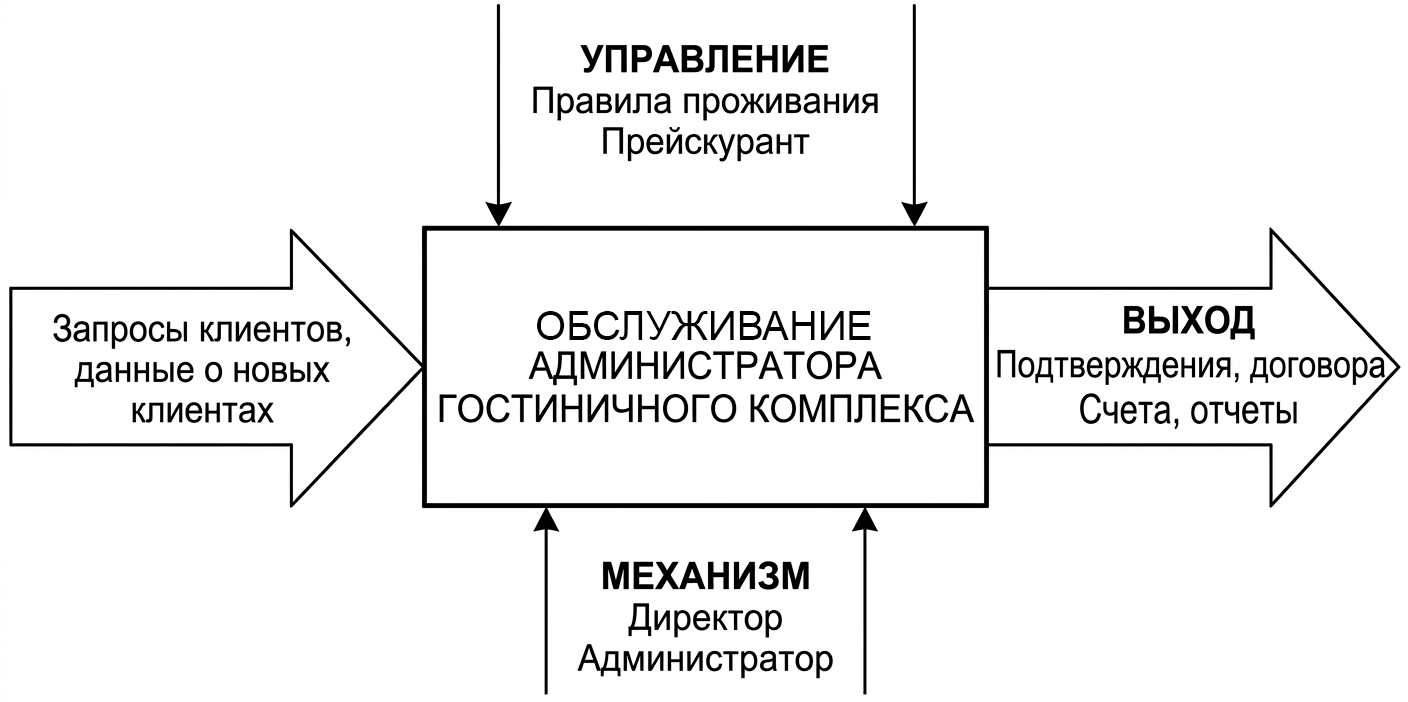 УПРАВЛЕНИЕ
Правила проживания
Прейскурант
Запросы клиентов,
данные о новых
клиентах
ОБСЛУЖИВАНИЕ
АДМИНИСТРАТОРА
ГОСТИНИЧНОГО КОМПЛЕКСА
ВЫХОД
Подтверждения, договора
Счета, отчеты
МЕХАНИЗМ
Директор
Администратор